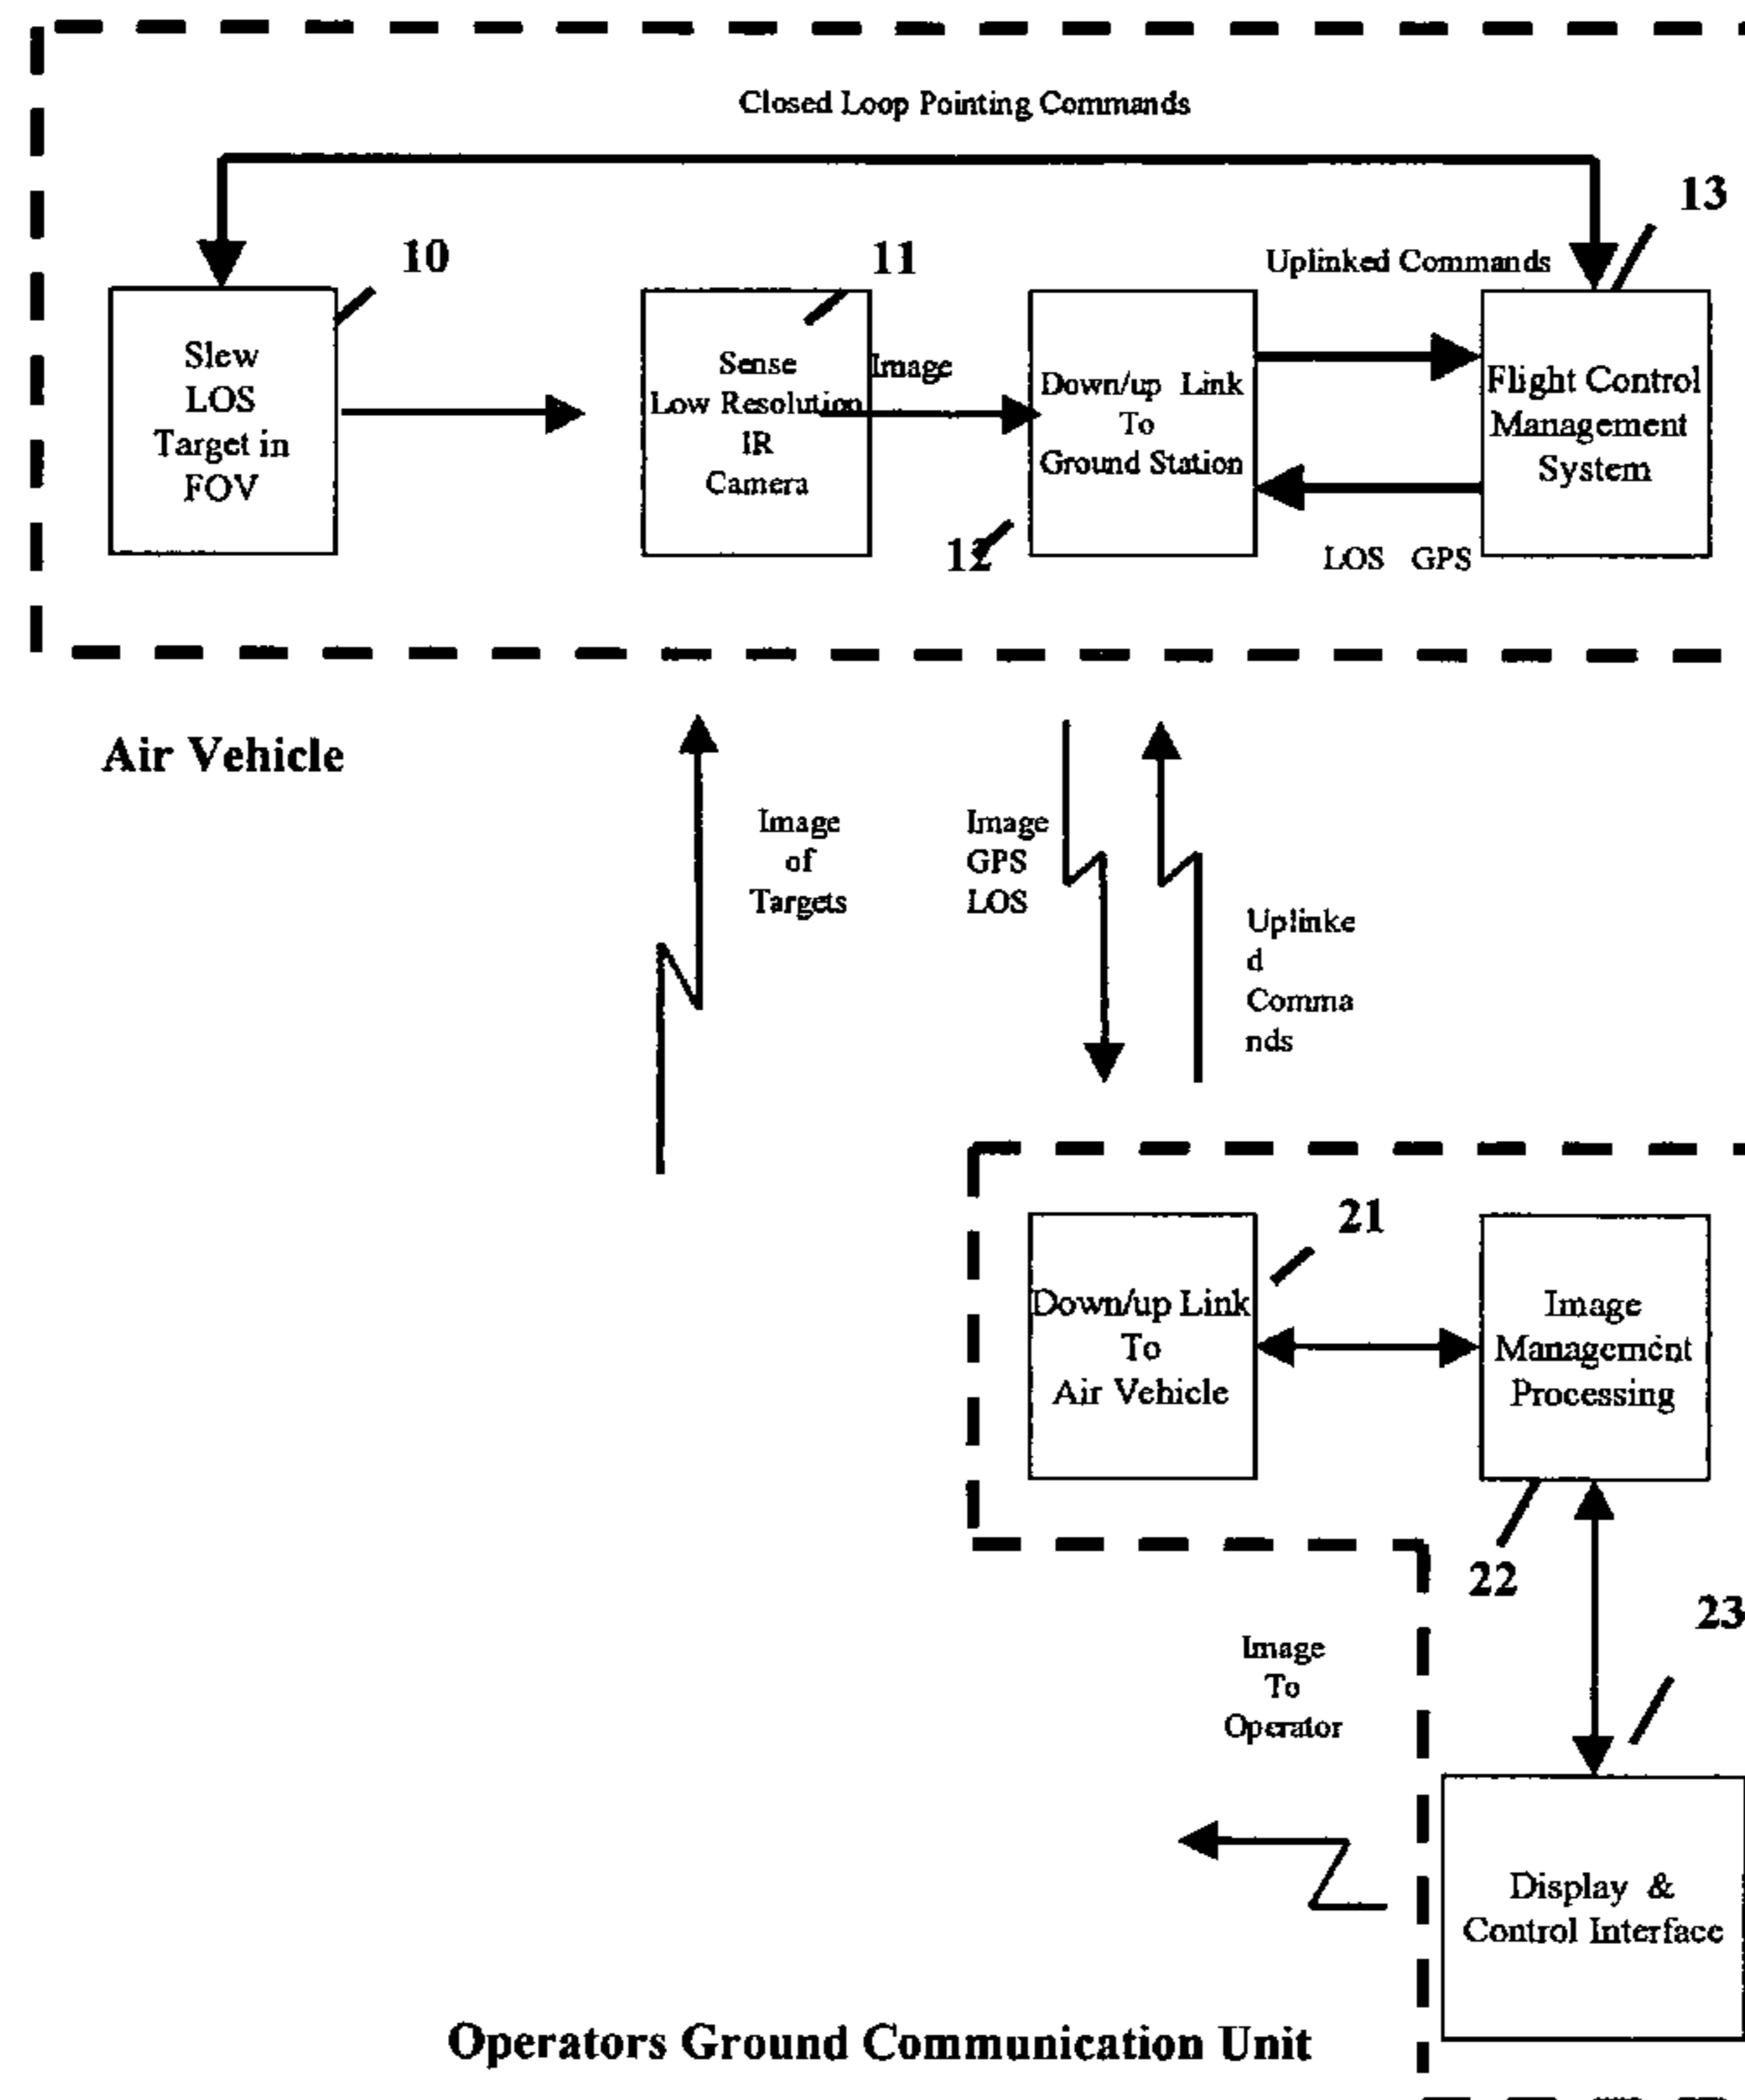 Closed Loop Pointing Commands
13
10
11
Uplinked Commands
Slew
LOS
Target in
FOV
Sense
Low Resolution
IR
Camera
Image
Down/up Link
To
Ground Station
Flight Control
Management
System
12
LOS GPS
Air Vehicle
Image
of
Targets
Image
GPS
LOS
Uplinke
d
Comma
nds
21
Down/up Link
To
Air Vehicle
Image
Management
Processing
22
23
Image
To
Operator
Display &
Control Interface
Operators Ground Communication Unit